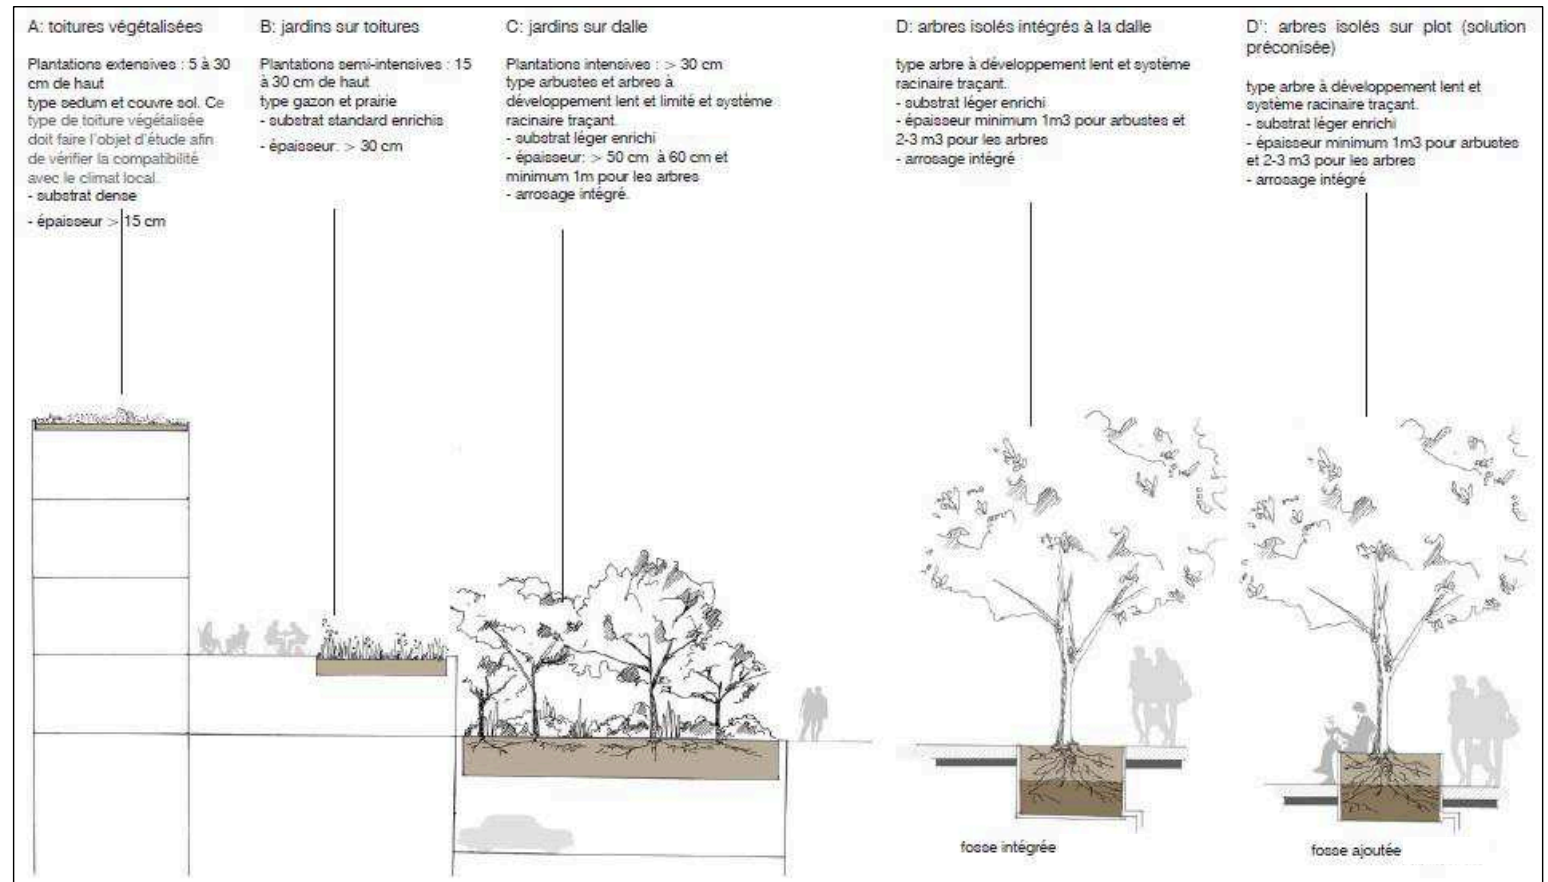 A: toitures végétalisées
Plantations extensives : 5 à 30
cm de haut
type sedum et couvre sol. Ce
type de toiture végétalisée
doit faire l'objet d'étude afin
de vérifier la compatibilité
avec le climat local.
- substrat dense
- épaisseur > 15 cm
B: jardins sur toitures
Plantations semi-intensives : 15
à 30 cm de haut
type gazon et prairie
- substrat standard enrichis
- épaisseur: > 30 cm
C: jardins sur dalle
Plantations intensives : > 30 cm
type arbustes et arbres à
développement lent et limité et système
racinaire traçant.
- substrat léger enrichi
- épaisseur: > 50 cm à 60 cm et
minimum 1m pour les arbres
- arrosage intégré.
D: arbres isolés intégrés à la dalle
type arbre à développement lent et système
racinaire traçant.
- substrat léger enrichi
- épaisseur minimum 1m3 pour arbustes et
2-3 m3 pour les arbres
- arrosage intégré
D': arbres isolés sur plot (solution
préconisée)
type arbre à développement lent et
système racinaire traçant.
- substrat léger enrichi
- épaisseur minimum 1m3 pour arbustes
et 2-3 m3 pour les arbres
- arrosage intégré
fosse intégrée
fosse ajoutée